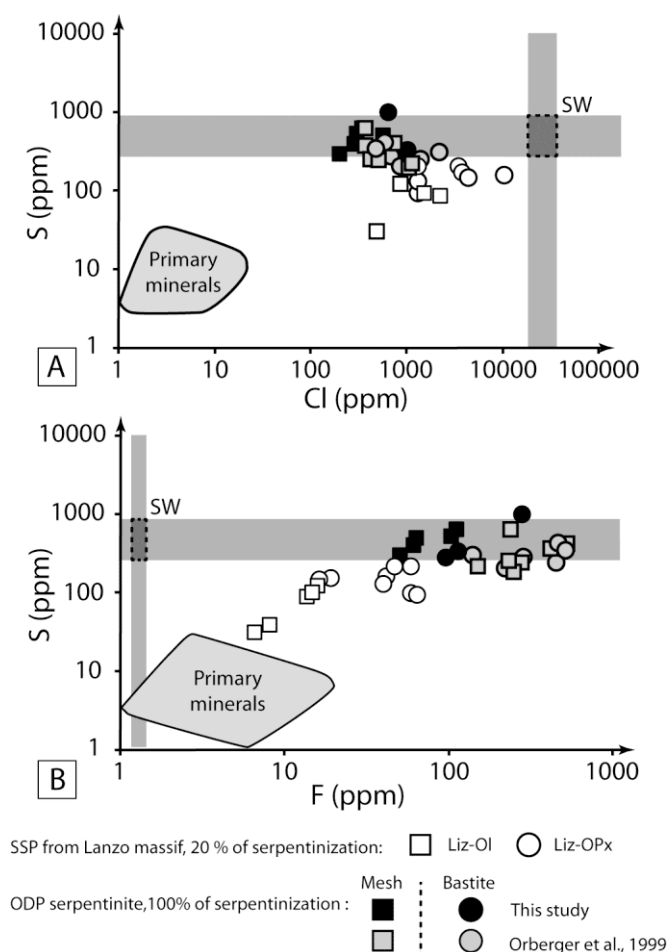 10000
1000
SW
S (ppm)
100
10
Primary
minerals
1
A
1
10
100
1000
10000
100000
Cl (ppm)
10000
SW
1000
S (ppm)
100
10
Primary
minerals
1
B
1
10
100
1000
F (ppm)
SSP from Lanzo massif, 20 % of serpentinization: Liz-Ol Liz-OPx
Mesh Bastite
ODP serpentinite,100% of serpentinization : This study
Orberger et al., 1999